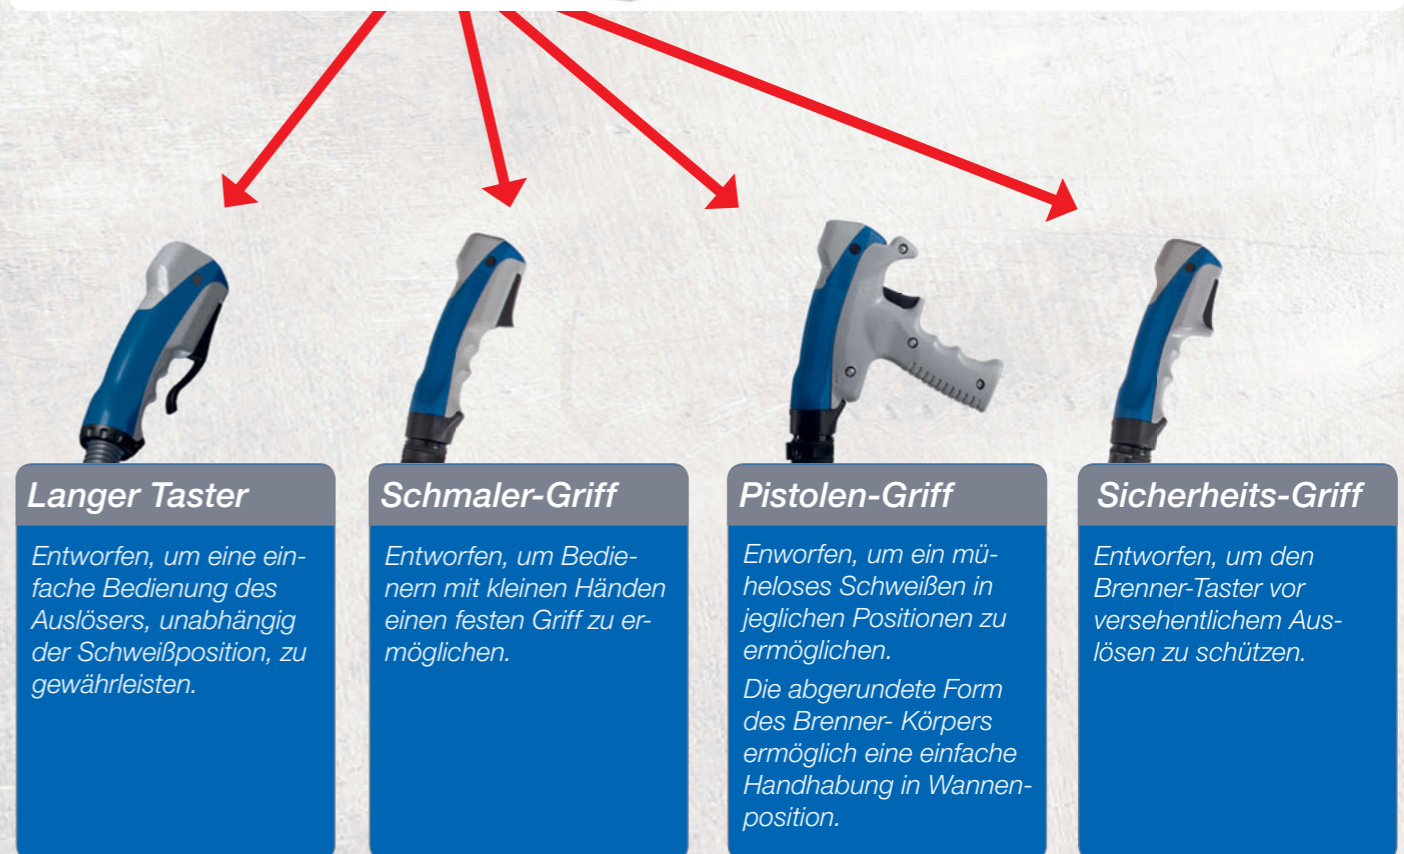 Langer Taster
Entworfen, um eine ein-
fache Bedienung des
Auslösers, unabhängig
der Schweißposition, zu
gewährleisten.
Schmaler-Griff
Entworfen, um Bedie-
nern mit kleinen Händen
einen festen Griff zu er-
möglichen.
Pistolen-Griff
Enworfen, um ein mü-
heloses Schweißen in
jeglichen Positionen zu
ermöglichen.
Die abgerundete Form
des Brenner- Körpers
ermöglich eine einfache
Handhabung in Wannen-
position.
Sicherheits-Griff
Entworfen, um den
Brenner-Taster vor
versehentlichem Aus-
lösen zu schützen.